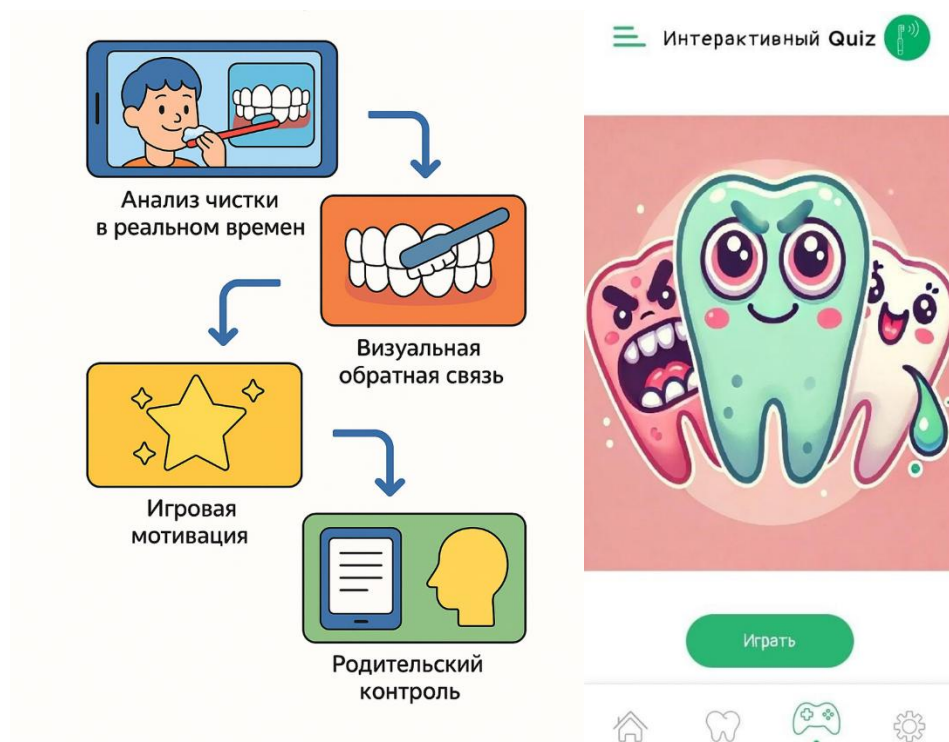 Анализ чистки
в реальном времен
Визуальная
обратная связь
Игровая
мотивация
Родительский
контроль
Интерактивный Quiz
Играть